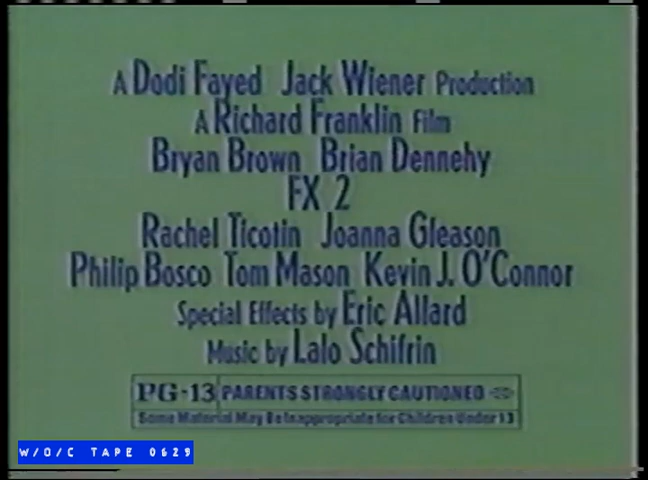 A Dodi Fayed Jack Wiener Production
A Richard Franklin Film
Bryan Brown Brian Dennehy
FX 2
Rachel Ticotin Joanna Gleason
Philip Bosco Tom Mason Kevin J. O'Connor
Special Effects by Eric Allard
Music by Lalo Schifrin
PG-13 PARENTS STRONGLY CAUTIONED
Some Material May Be Inappropriate for Children Under 13
W/O/C TAPE 0629